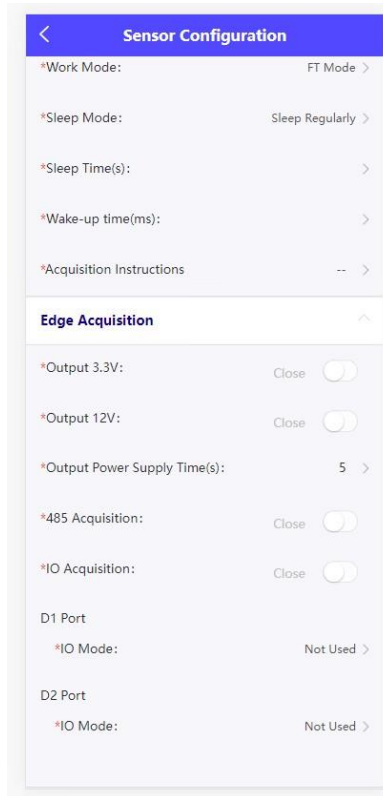 Sensor Configuration
*Work Mode: FT Mode
*Sleep Mode: Sleep Regularly
*Sleep Time(s):
*Wake-up time(ms):
*Acquisition Instructions --
Edge Acquisition
*Output 3.3V: Close
*Output 12V: Close
*Output Power Supply Time(s): 5
*485 Acquisition: Close
*IO Acquisition: Close
D1 Port
*IO Mode: Not Used
D2 Port
*IO Mode: Not Used